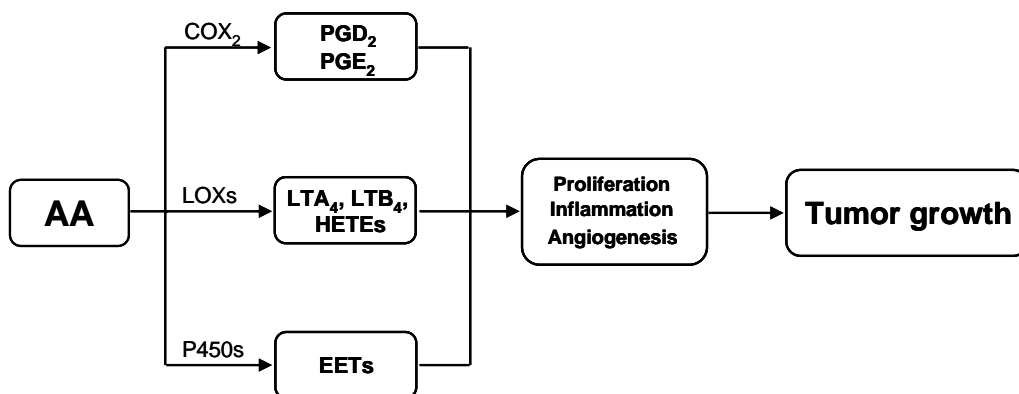 COX₂
PGD₂
PGE₂
AA
LOXs
LTA₄, LTB₄,
HETEs
P450s
EETs
Proliferation
Inflammation
Angiogenesis
Tumor growth